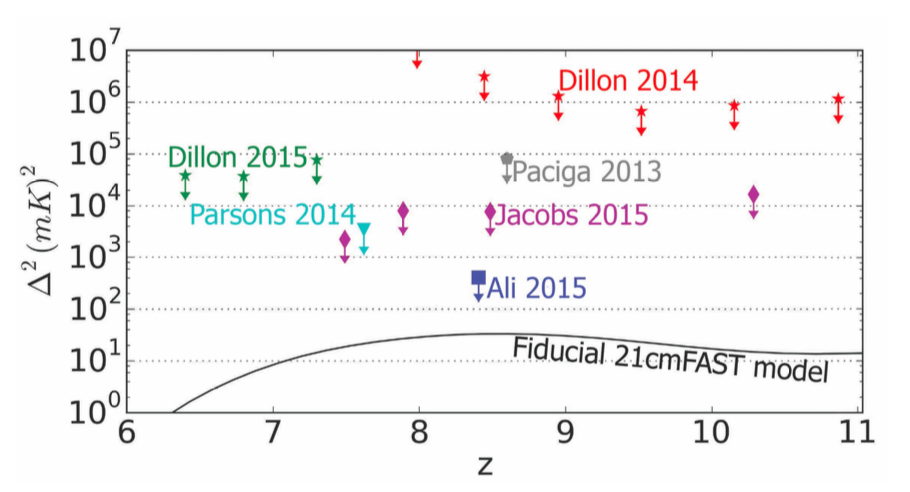 10⁷
10⁶
10⁵
10⁴
10³
10²
10¹
10⁰
Δ² (mK)²
Dillon 2014
Dillon 2015
Paciga 2013
Parsons 2014
Jacobs 2015
Ali 2015
Fiducial 21cmFAST model
6 7 8 9 10 11
z